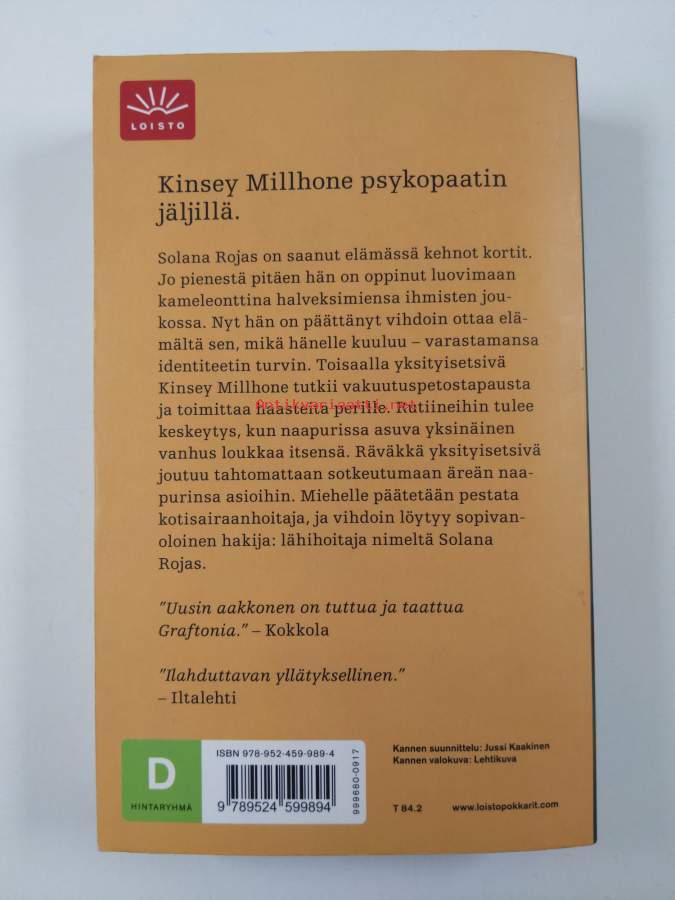 LOISTO
Kinsey Millhone psykopaatin
jäljillä.
Solana Rojas on saanut elämässä kehnot kortit.
Jo pienestä pitäen hän on oppinut luovimaan
kameleonttina halveksimiensa ihmisten jou-
kossa. Nyt hän on päättänyt vihdoin ottaa elä-
mältä sen, mikä hänelle kuuluu – varastamansa
identiteetin turvin. Toisaalla yksityisetsivä
Kinsey Millhone tutkii vakuutuspetostapausta
ja toimittaa haasteita perille. Rutiineihin tulee
Antikvariaatti.net
keskeytys, kun naapurissa asuva yksinäinen
vanhus loukkaa itsensä. Räväkkä yksityisetsivä
joutuu tahtomattaan sotkeutumaan äreän naa-
purinsa asioihin. Miehelle päätetään pestata
kotisairaanhoitaja, ja vihdoin löytyy sopivan-
oloinen hakija: lähihoitaja nimeltä Solana
Rojas.
"Uusin aakkonen on tuttua ja taattua
Graftonia." – Kokkola
"Ilahduttavan yllätyksellinen."
– Iltalehti
D
HINTARYHMÄ
ISBN 978-952-459-989-4
9 789524 599894
999680-0917
Kannen suunnittelu: Jussi Kaakinen
Kannen valokuva: Lehtikuva
T 84.2 www.loistopokkarit.com